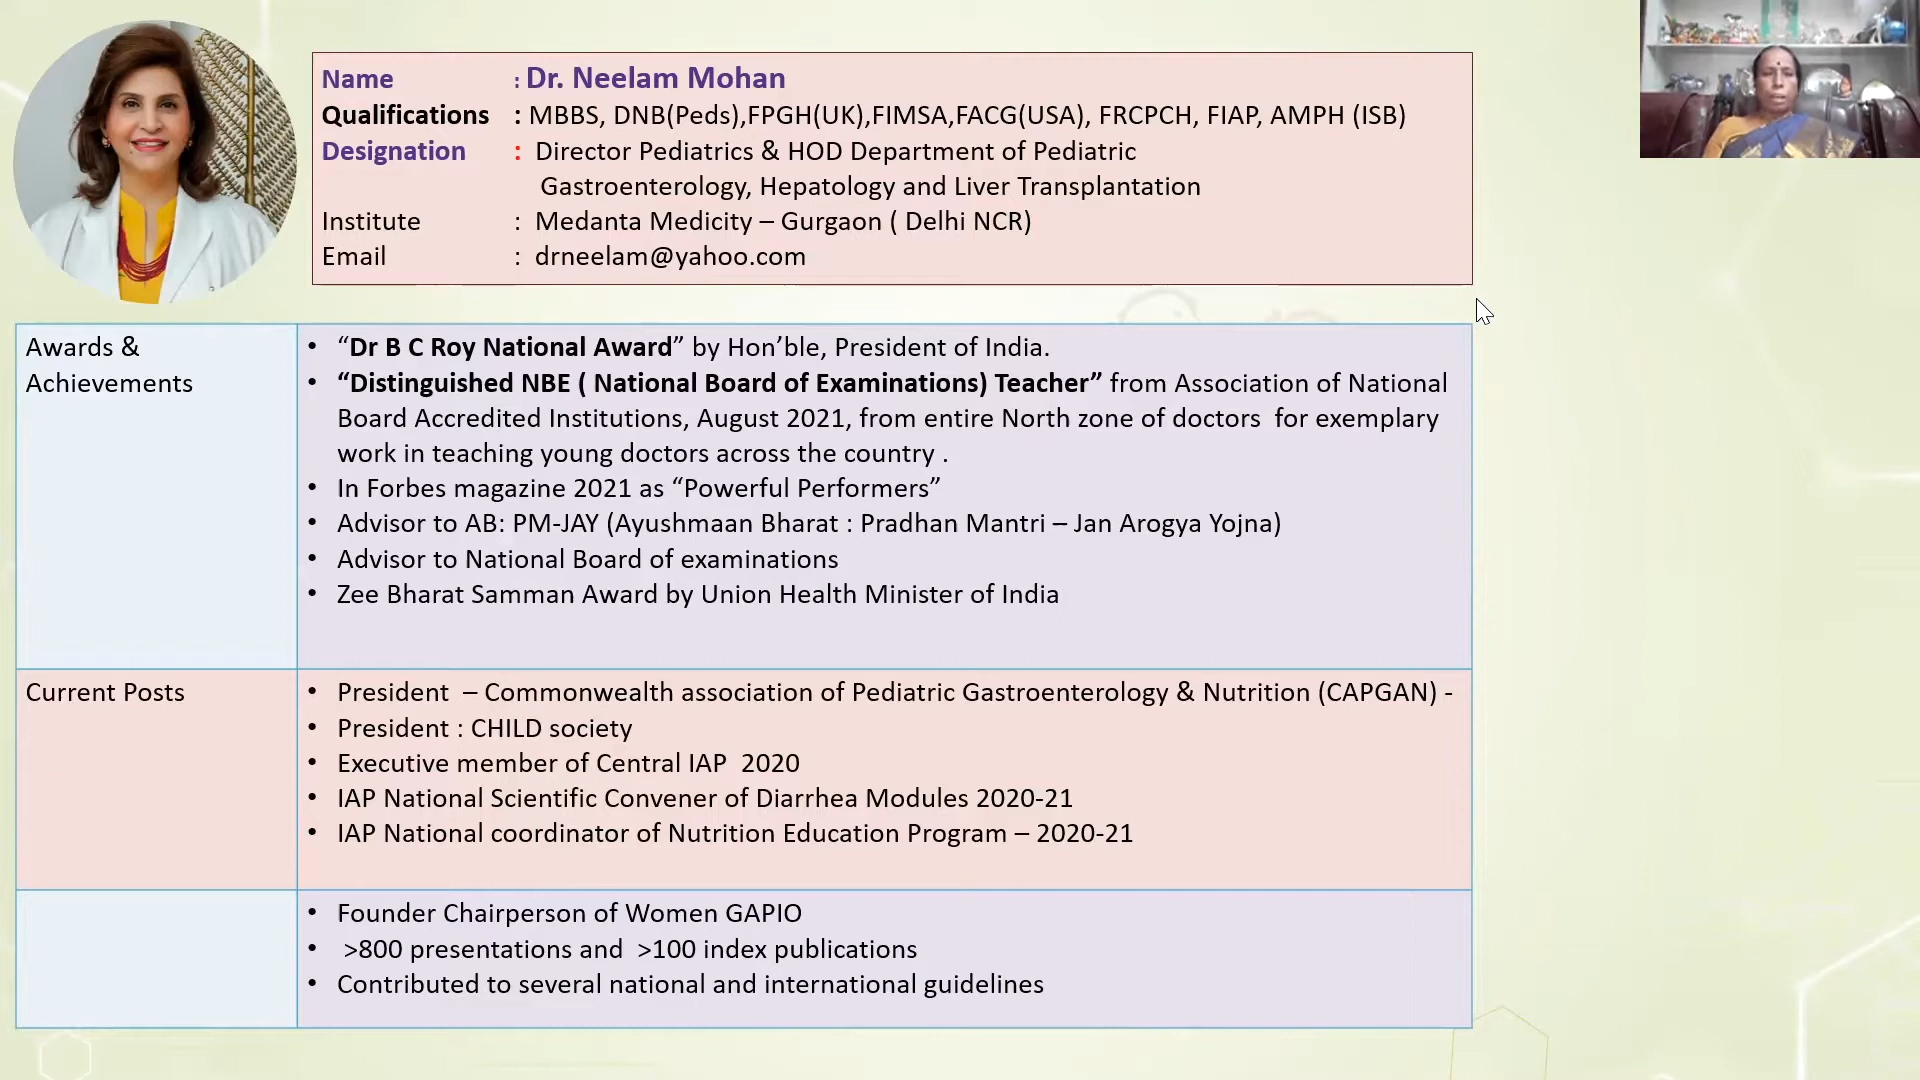 Name : Dr. Neelam Mohan
Qualifications : MBBS, DNB(Peds),FPGH(UK),FIMSA,FACG(USA), FRCPCH, FIAP, AMPH (ISB)
Designation : Director Pediatrics & HOD Department of Pediatric
Gastroenterology, Hepatology and Liver Transplantation
Institute : Medanta Medicity – Gurgaon ( Delhi NCR)
Email : drneelam@yahoo.com
Awards &
Achievements
• “Dr B C Roy National Award” by Hon’ble, President of India.
• “Distinguished NBE ( National Board of Examinations) Teacher” from Association of National
Board Accredited Institutions, August 2021, from entire North zone of doctors for exemplary
work in teaching young doctors across the country .
• In Forbes magazine 2021 as “Powerful Performers”
• Advisor to AB: PM-JAY (Ayushmaan Bharat : Pradhan Mantri – Jan Arogya Yojna)
• Advisor to National Board of examinations
• Zee Bharat Samman Award by Union Health Minister of India
Current Posts
• President – Commonwealth association of Pediatric Gastroenterology & Nutrition (CAPGAN) -
• President : CHILD society
• Executive member of Central IAP 2020
• IAP National Scientific Convener of Diarrhea Modules 2020-21
• IAP National coordinator of Nutrition Education Program – 2020-21
• Founder Chairperson of Women GAPIO
• >800 presentations and >100 index publications
• Contributed to several national and international guidelines